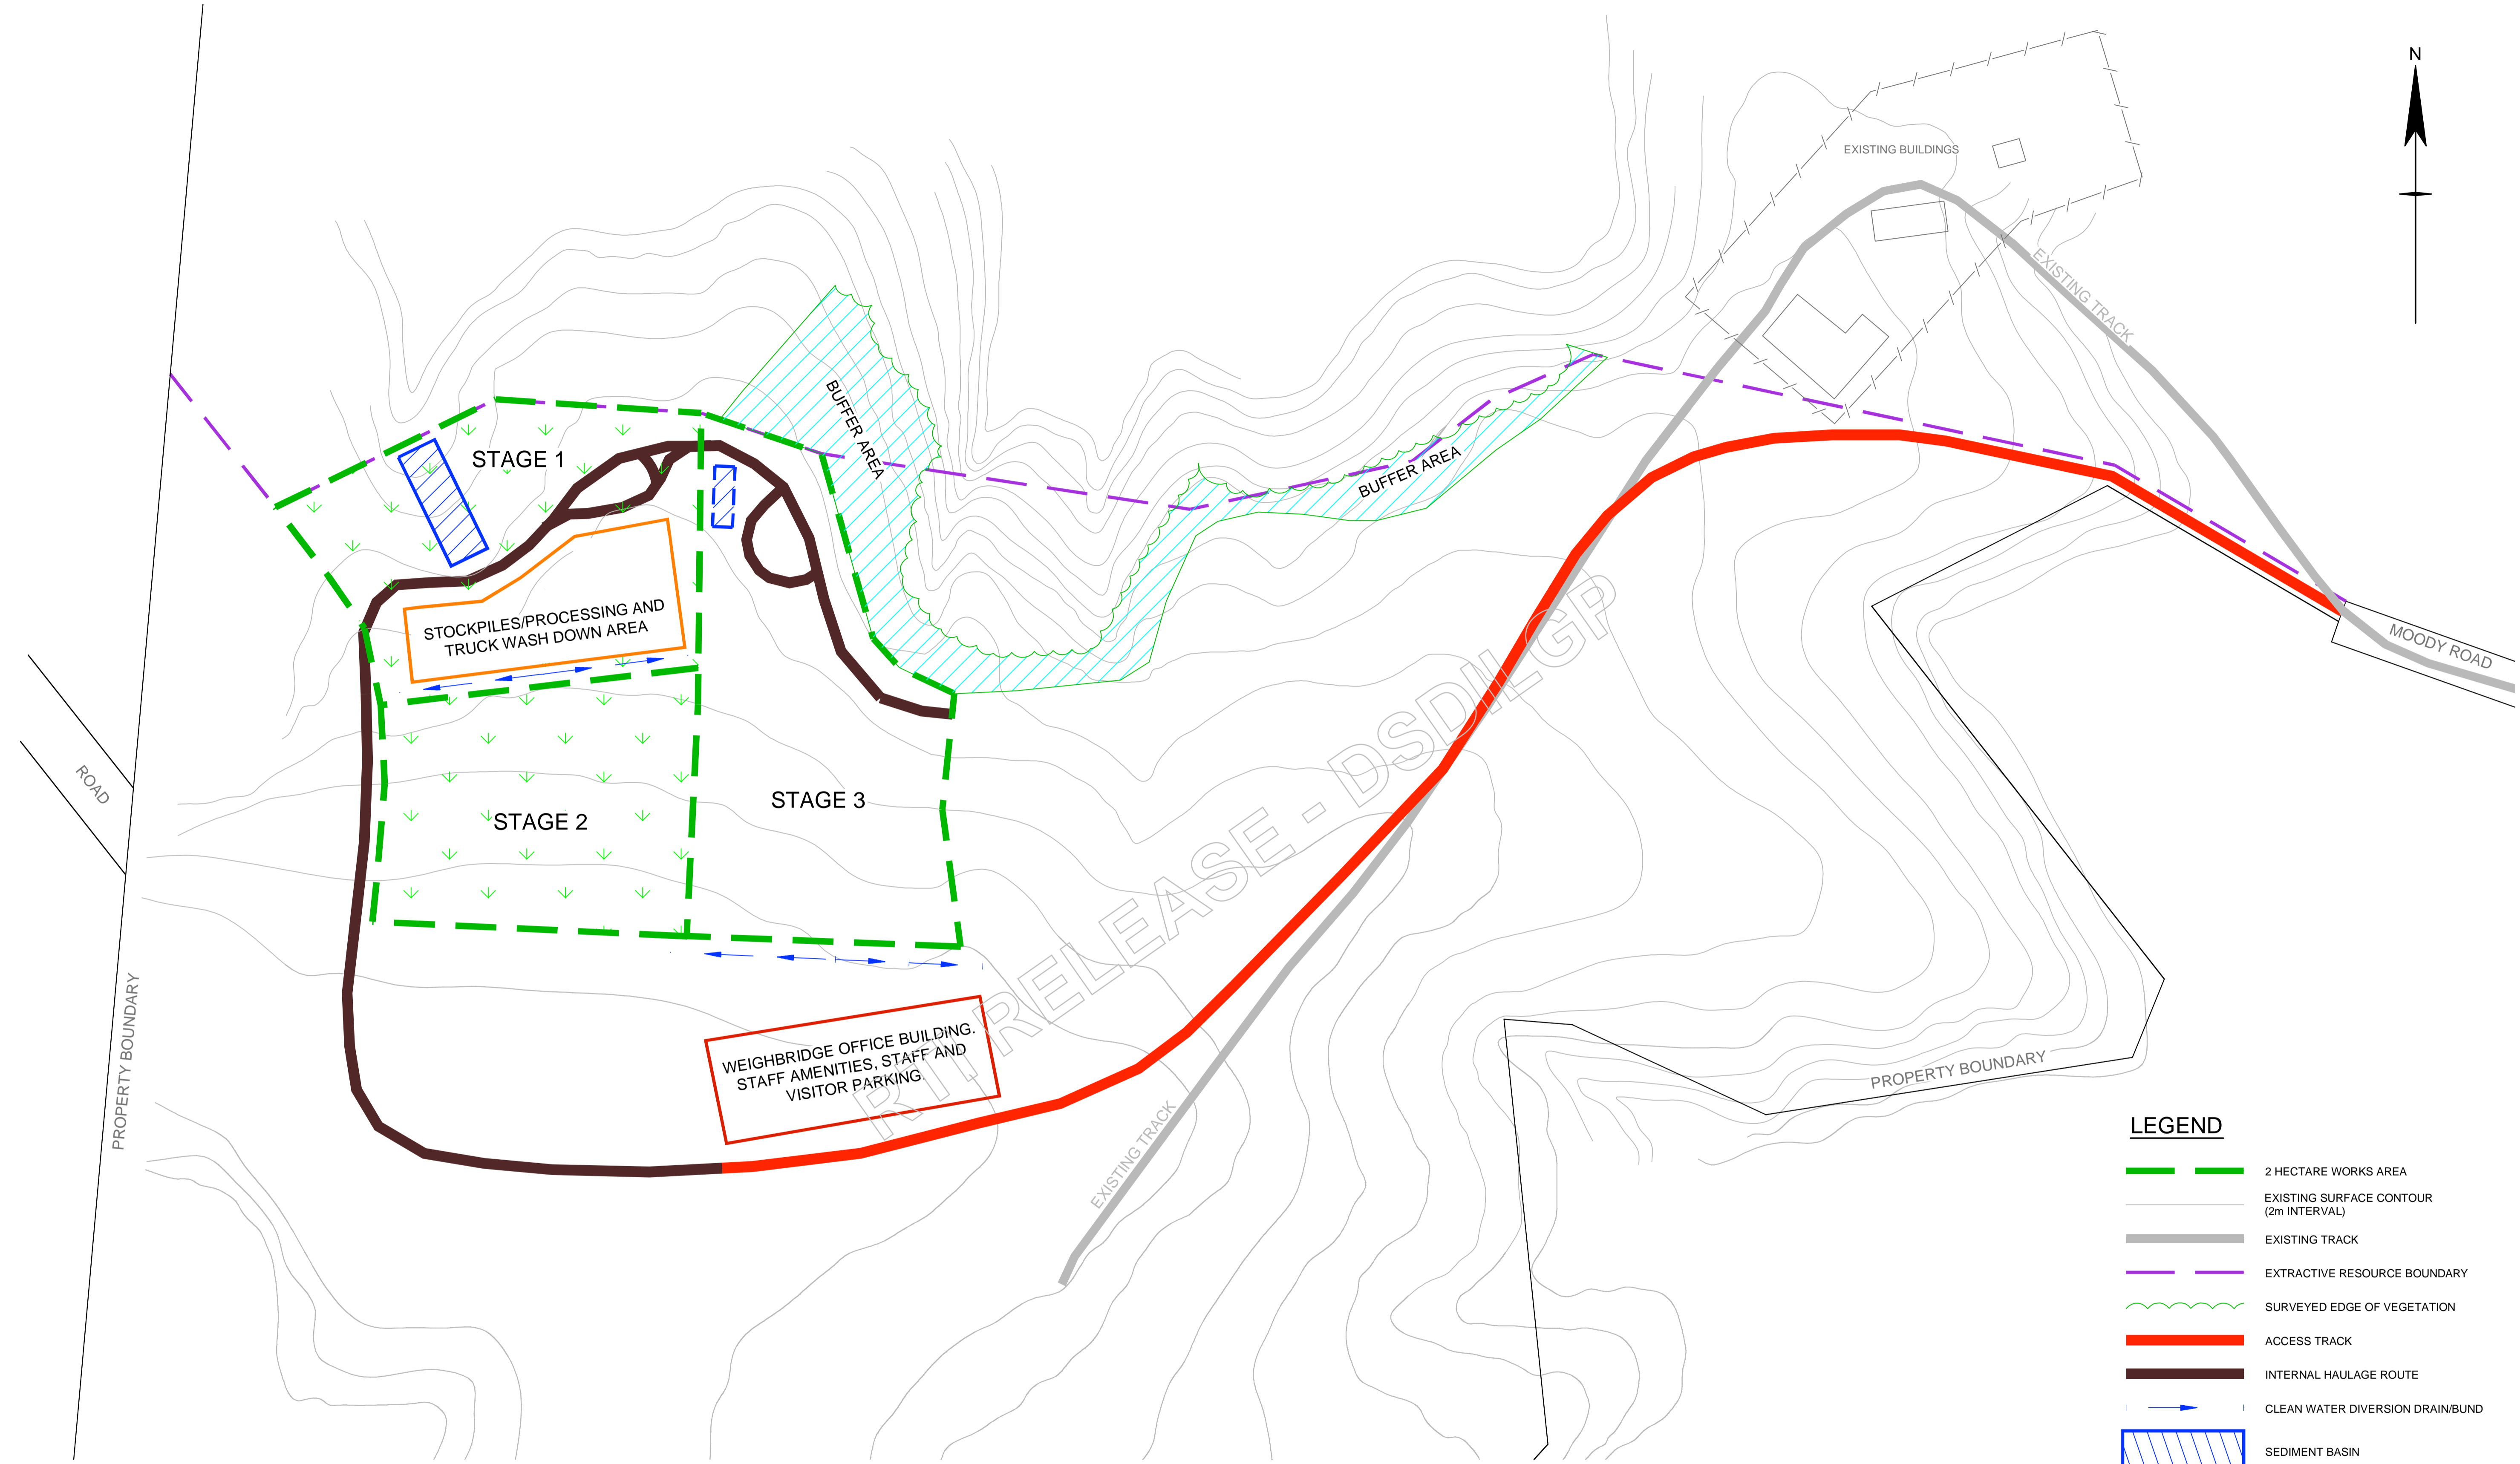 N
EXISTING BUILDINGS
EXISTING TRACK
BUFFER AREA
BUFFER AREA
STAGE 1
STOCKPILES/PROCESSING AND
TRUCK WASH DOWN AREA
MOODY ROAD
ROAD
STAGE 2
STAGE 3
RTI RELEASE - DSDILGP
WEIGHBRIDGE OFFICE BUILDING.
STAFF AMENITIES, STAFF AND
VISITOR PARKING.
PROPERTY BOUNDARY
EXISTING TRACK
PROPERTY BOUNDARY
LEGEND
2 HECTARE WORKS AREA
EXISTING SURFACE CONTOUR
(2m INTERVAL)
EXISTING TRACK
EXTRACTIVE RESOURCE BOUNDARY
SURVEYED EDGE OF VEGETATION
ACCESS TRACK
INTERNAL HAULAGE ROUTE
CLEAN WATER DIVERSION DRAIN/BUND
SEDIMENT BASIN